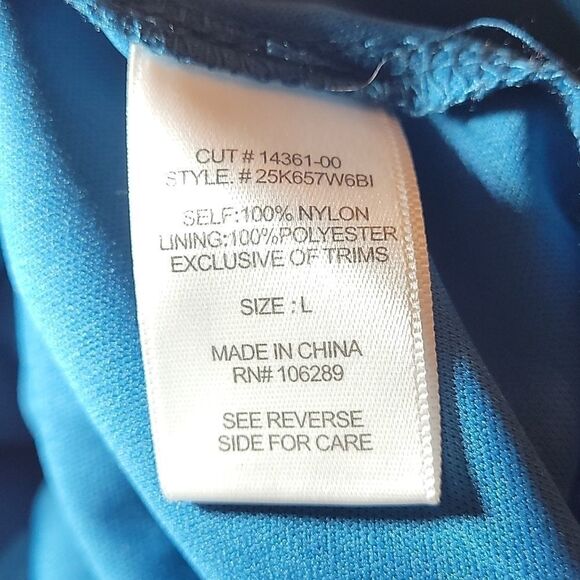 CUT # 14361-00
STYLE. # 25K657W6BI
SELF:100% NYLON
LINING:100%POLYESTER
EXCLUSIVE OF TRIMS
SIZE : L
MADE IN CHINA
RN# 106289
SEE REVERSE
SIDE FOR CARE